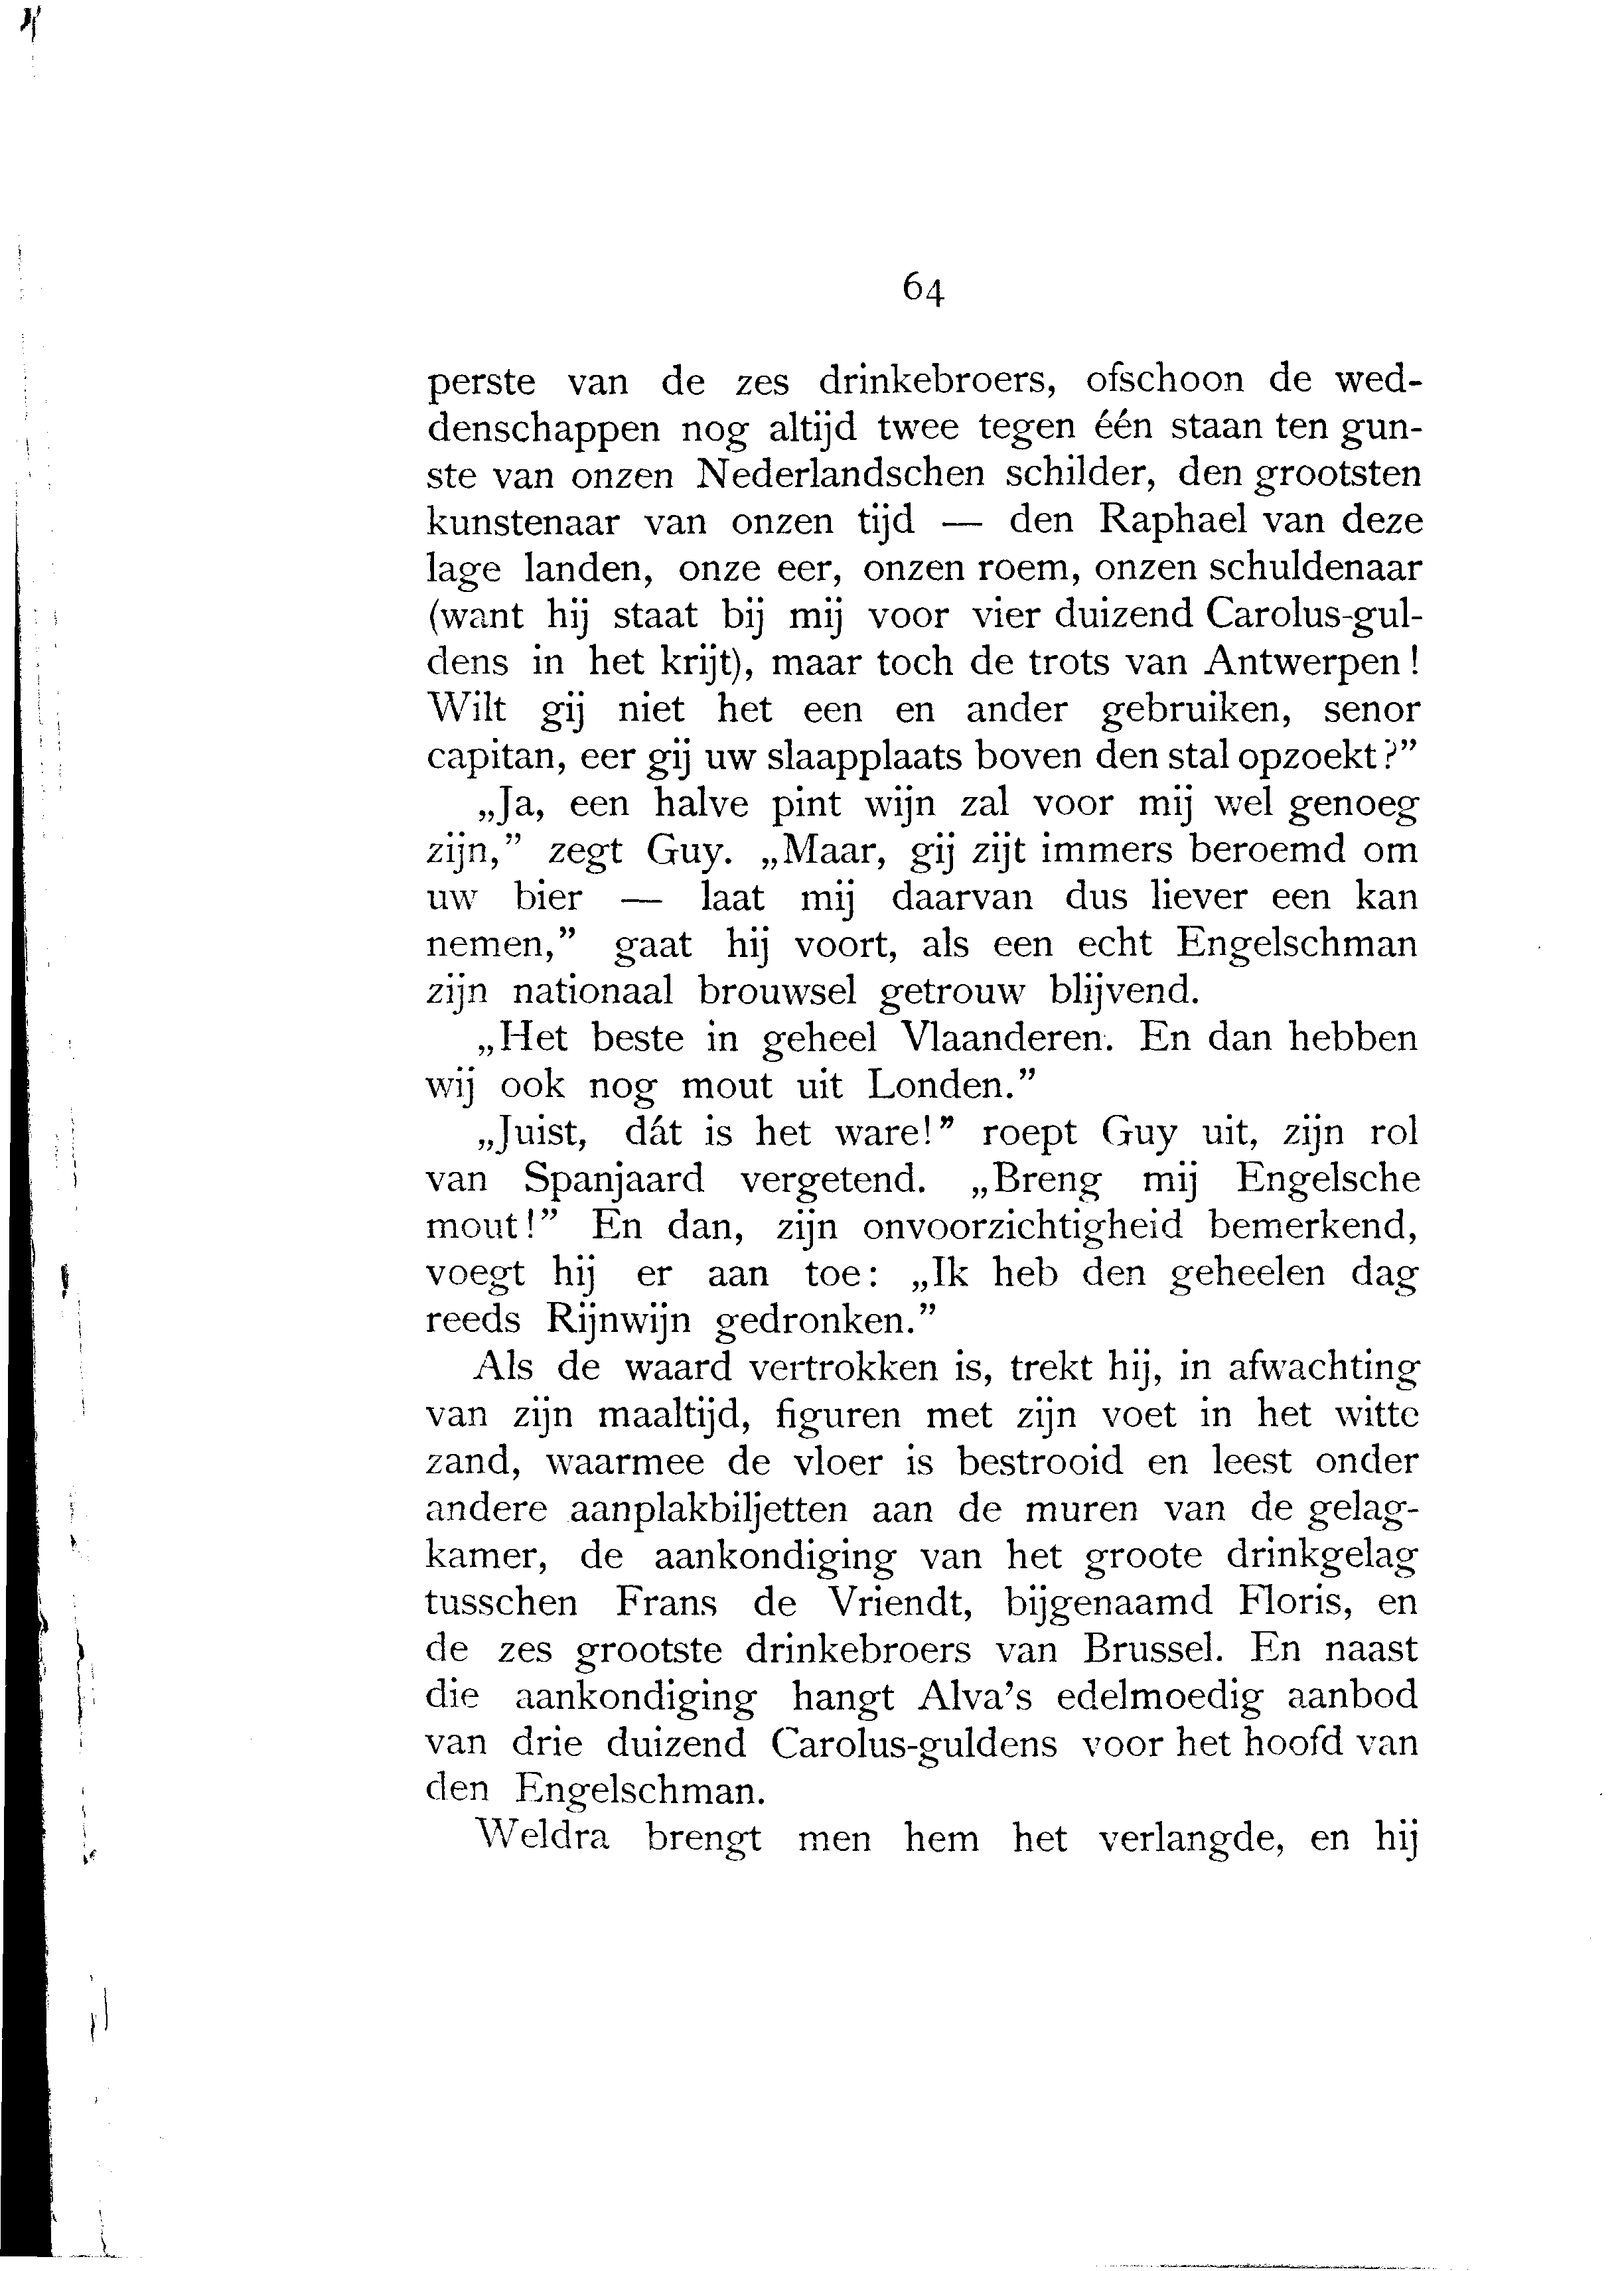 64
perste van de zes drinkebroers, ofschoon de wed-
denschappen nog altijd twee tegen één staan ten gun-
ste van onzen Nederlandschen schilder, den grootsten
kunstenaar van onzen tijd — den Raphael van deze
lage landen, onze eer, onzen roem, onzen schuldenaar
(want hij staat bij mij voor vier duizend Carolus-gul-
dens in het krijt), maar toch de trots van Antwerpen!
Wilt gij niet het een en ander gebruiken, senor
capitan, eer gij uw slaapplaats boven den stal opzoekt?”
„Ja, een halve pint wijn zal voor mij wel genoeg
zijn,” zegt Guy. „Maar, gij zijt immers beroemd om
uw bier — laat mij daarvan dus liever een kan
nemen,” gaat hij voort, als een echt Engelschman
zijn nationaal brouwsel getrouw blijvend.
„Het beste in geheel Vlaanderen. En dan hebben
wij ook nog mout uit Londen.”
„Juist, dát is het ware!” roept Guy uit, zijn rol
van Spanjaard vergetend. „Breng mij Engelsche
mout!” En dan, zijn onvoorzichtigheid bemerkend,
voegt hij er aan toe: „Ik heb den geheelen dag
reeds Rijnwijn gedronken.”
Als de waard vertrokken is, trekt hij, in afwachting
van zijn maaltijd, figuren met zijn voet in het witte
zand, waarmee de vloer is bestrooid en leest onder
andere aanplakbiljetten aan de muren van de gelag-
kamer, de aankondiging van het groote drinkgelag
tusschen Frans de Vriendt, bijgenaamd Floris, en
de zes grootste drinkebroers van Brussel. En naast
die aankondiging hangt Alva’s edelmoedig aanbod
van drie duizend Carolus-guldens voor het hoofd van
den Engelschman.
Weldra brengt men hem het verlangde, en hij